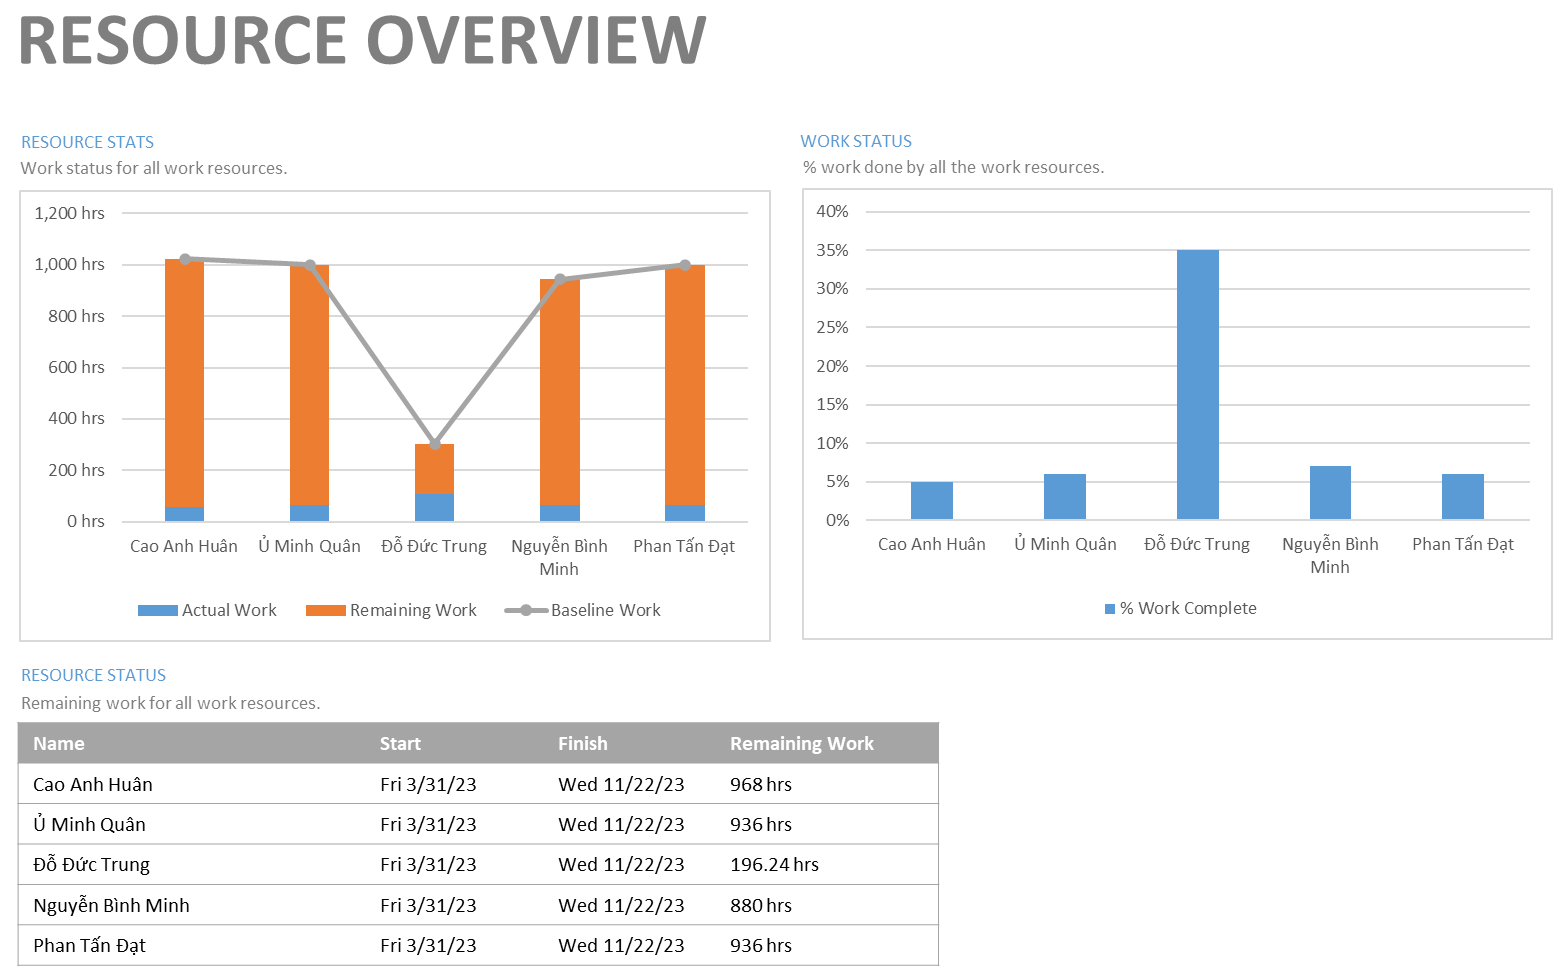 RESOURCE OVERVIEW
RESOURCE STATS
Work status for all work resources.
1,200 hrs
1,000 hrs
800 hrs
600 hrs
400 hrs
200 hrs
0 hrs
Cao Anh Huân Ủ Minh Quân Đỗ Đức Trung Nguyễn Bình Phan Tấn Đạt
Minh
Actual Work Remaining Work Baseline Work
WORK STATUS
% work done by all the work resources.
40%
35%
30%
25%
20%
15%
10%
5%
0%
Cao Anh Huân Ủ Minh Quân Đỗ Đức Trung Nguyễn Bình Phan Tấn Đạt
Minh
% Work Complete
RESOURCE STATUS
Remaining work for all work resources.
Name Start Finish Remaining Work
Cao Anh Huân Fri 3/31/23 Wed 11/22/23 968 hrs
Ủ Minh Quân Fri 3/31/23 Wed 11/22/23 936 hrs
Đỗ Đức Trung Fri 3/31/23 Wed 11/22/23 196.24 hrs
Nguyễn Bình Minh Fri 3/31/23 Wed 11/22/23 880 hrs
Phan Tấn Đạt Fri 3/31/23 Wed 11/22/23 936 hrs